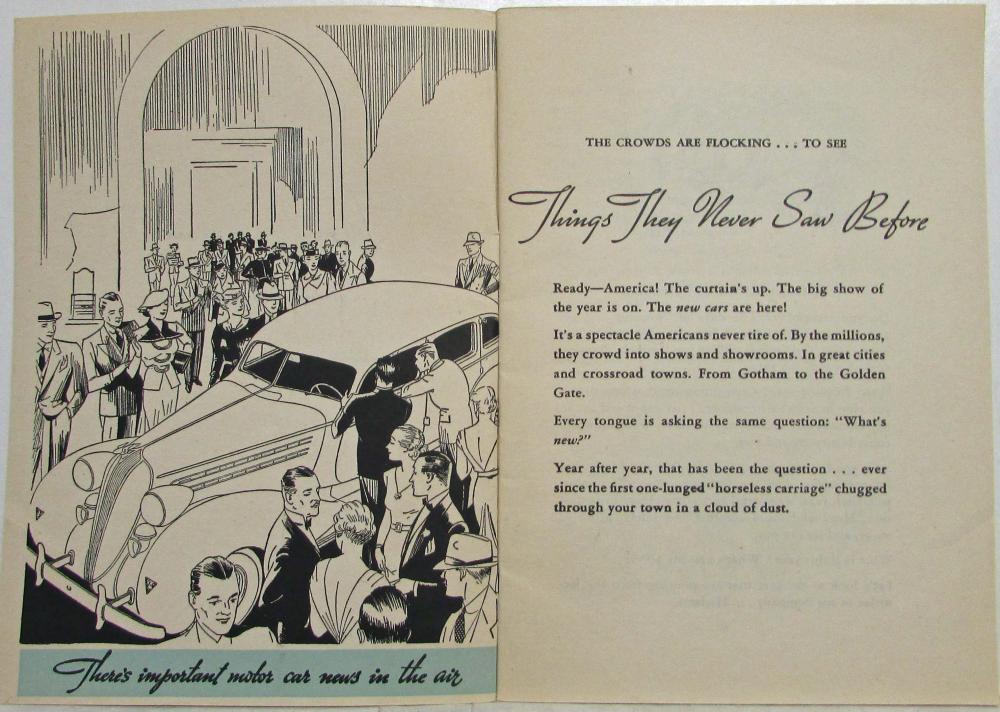 There's important motor car news in the air
THE CROWDS ARE FLOCKING . . . TO SEE
Things They Never Saw Before
Ready—America! The curtain's up. The big show of
the year is on. The new cars are here!
It's a spectacle Americans never tire of. By the millions,
they crowd into shows and showrooms. In great cities
and crossroad towns. From Gotham to the Golden
Gate.
Every tongue is asking the same question: "What's
new?"
Year after year, that has been the question . . . ever
since the first one-lunged "horseless carriage" chugged
through your town in a cloud of dust.